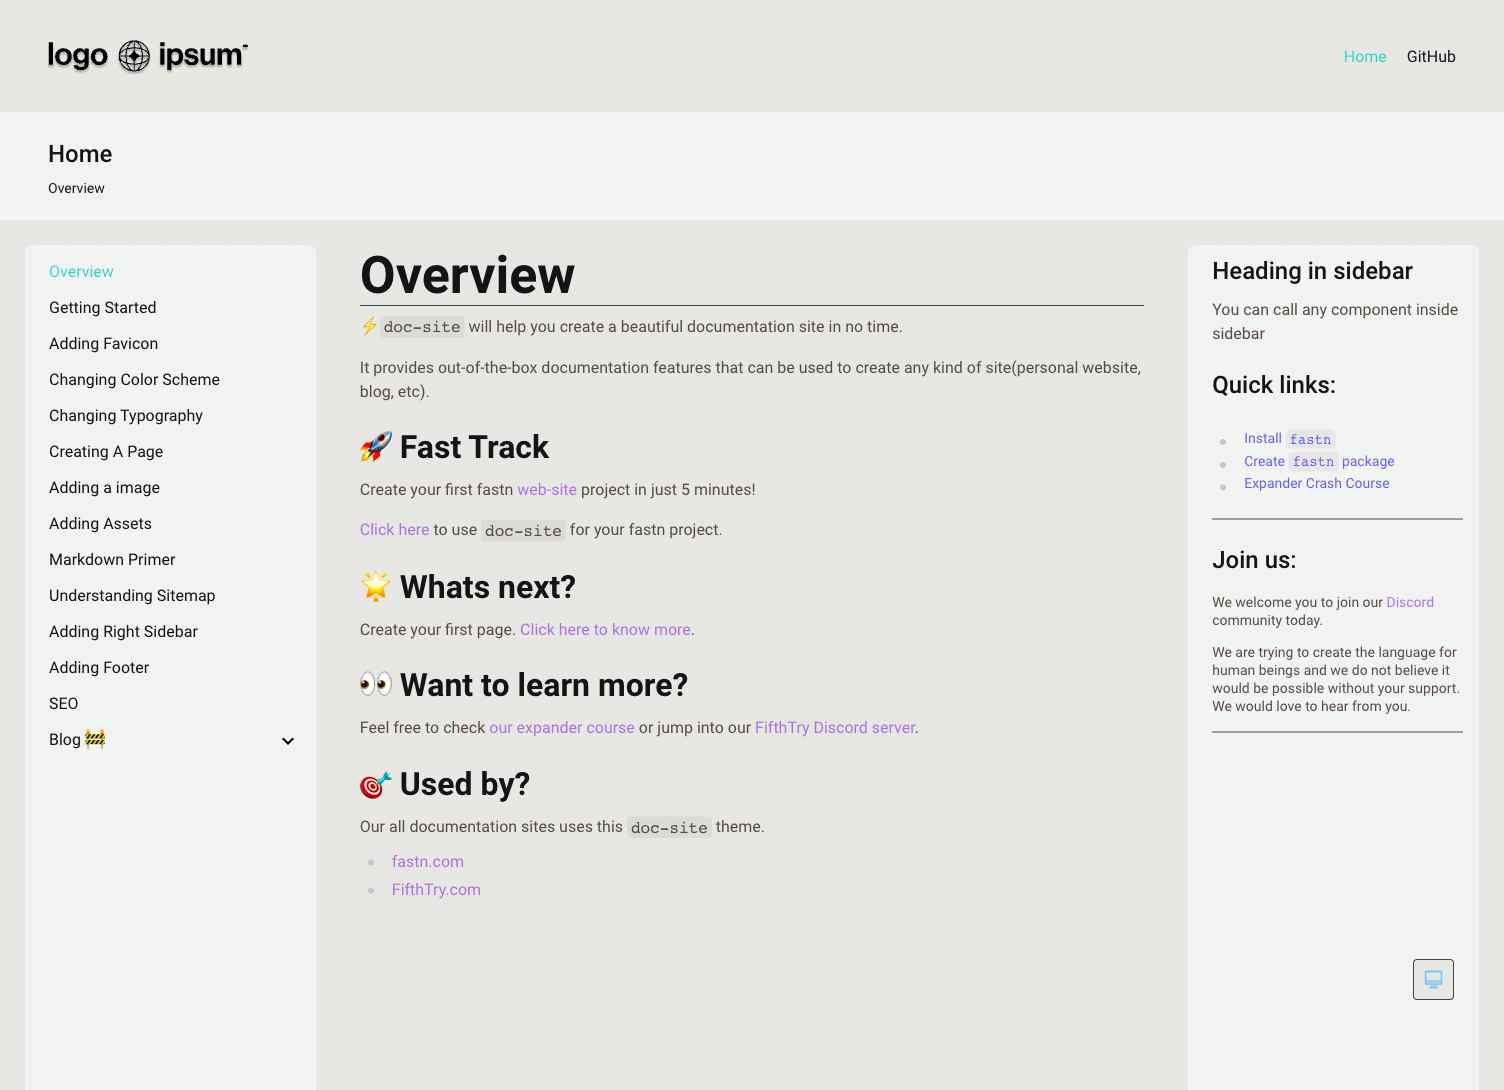 logo ipsum
Home
GitHub
Home
Overview
Overview
Getting Started
Adding Favicon
Changing Color Scheme
Changing Typography
Creating A Page
Adding a image
Adding Assets
Markdown Primer
Understanding Sitemap
Adding Right Sidebar
Adding Footer
SEO
Blog 🚧
Overview
⚡doc-site will help you create a beautiful documentation site in no time.
It provides out-of-the-box documentation features that can be used to create any kind of site(personal website,
blog, etc).
🚀 Fast Track
Create your first fastn web-site project in just 5 minutes!
Click here to use doc-site for your fastn project.
🌟 Whats next?
Create your first page. Click here to know more.
👀 Want to learn more?
Feel free to check our expander course or jump into our FifthTry Discord server.
🎯 Used by?
Our all documentation sites uses this doc-site theme.
fastn.com
FifthTry.com
Heading in sidebar
You can call any component inside
sidebar
Quick links:
Install fastn
Create fastn package
Expander Crash Course
Join us:
We welcome you to join our Discord
community today.
We are trying to create the language for
human beings and we do not believe it
would be possible without your support.
We would love to hear from you.